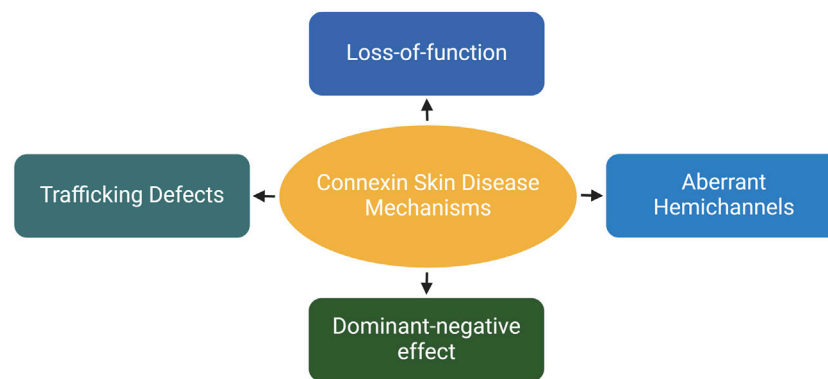 Loss-of-function
Trafficking Defects
Connexin Skin Disease
Mechanisms
Aberrant
Hemichannels
Dominant-negative
effect